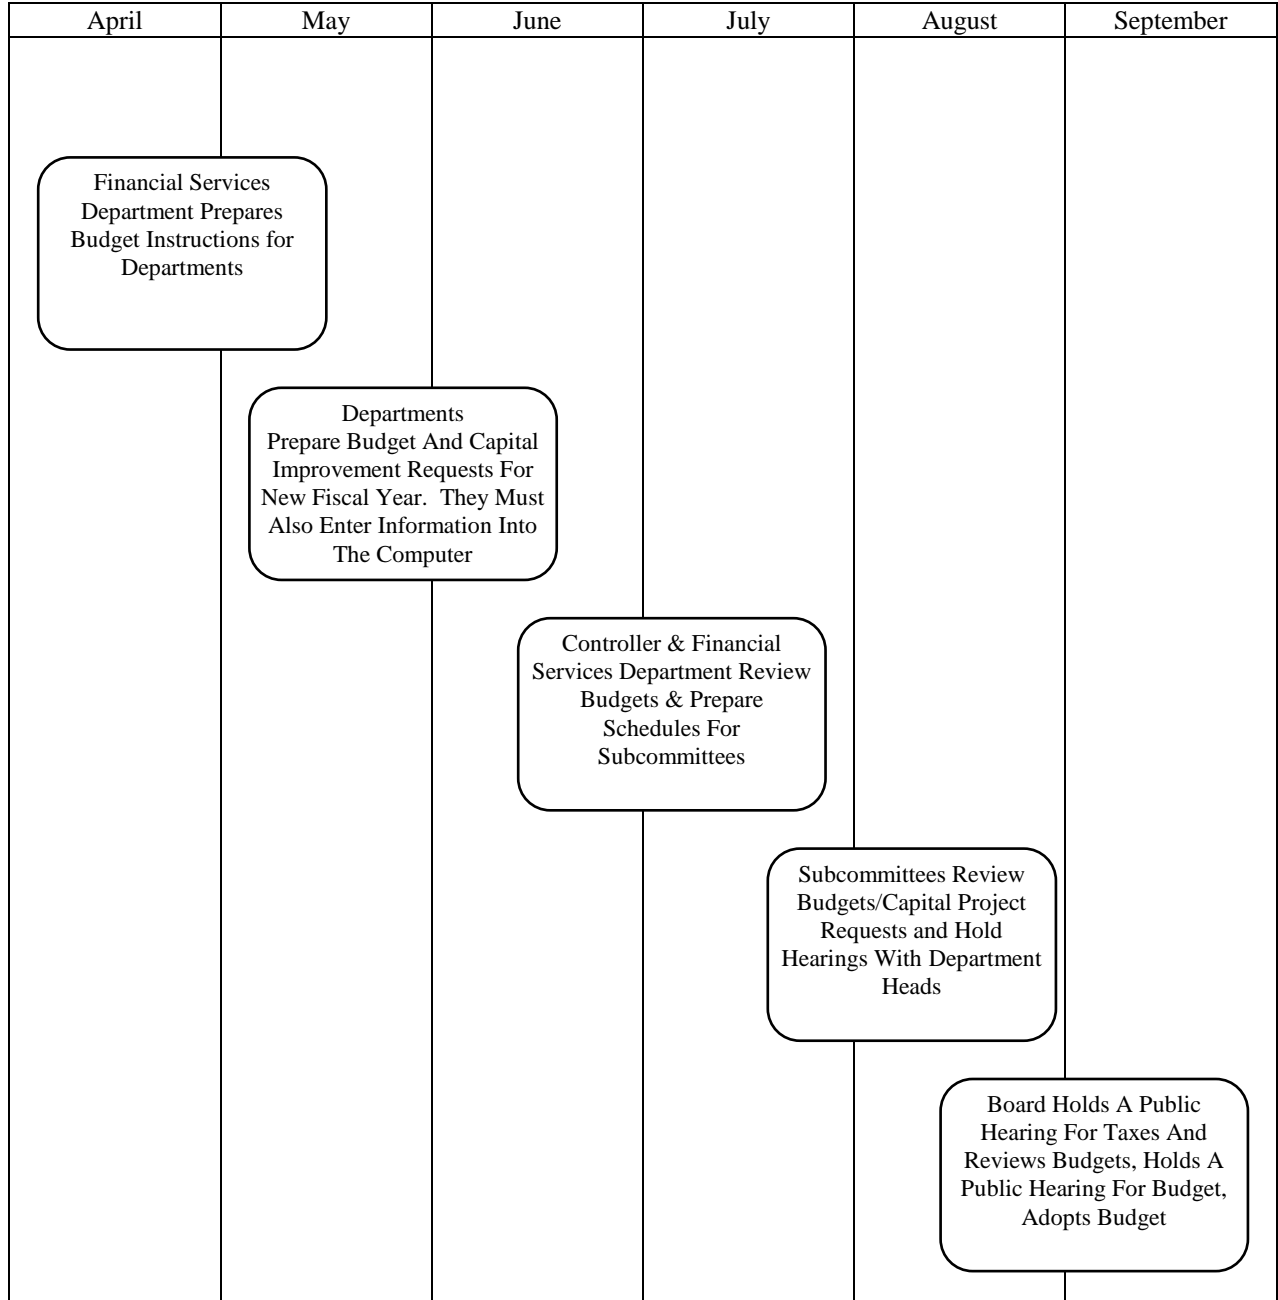 April May June July August September
Financial Services
Department Prepares
Budget Instructions for
Departments
Departments
Prepare Budget And Capital
Improvement Requests For
New Fiscal Year.  They Must
Also Enter Information Into
The Computer
Controller & Financial
Services Department Review
Budgets & Prepare
Schedules For
Subcommittees
Subcommittees Review
Budgets/Capital Project
Requests and Hold
Hearings With Department
Heads
Board Holds A Public
Hearing For Taxes And
Reviews Budgets, Holds A
Public Hearing For Budget,
Adopts Budget